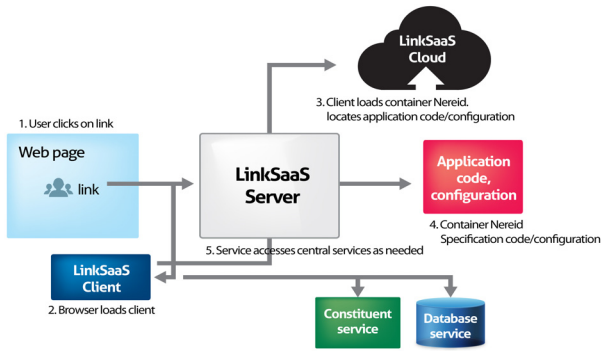 LinkSaaS
Cloud
3. Client loads container Nereid.
locates application code/configuration
1. User clicks on link
Web page
link
LinkSaaS
Server
Application
code,
configuration
4. Container Nereid
Specification code/configuration
5. Service accesses central services as needed
LinkSaaS
Client
2. Browser loads client
Constituent
service
Database
service